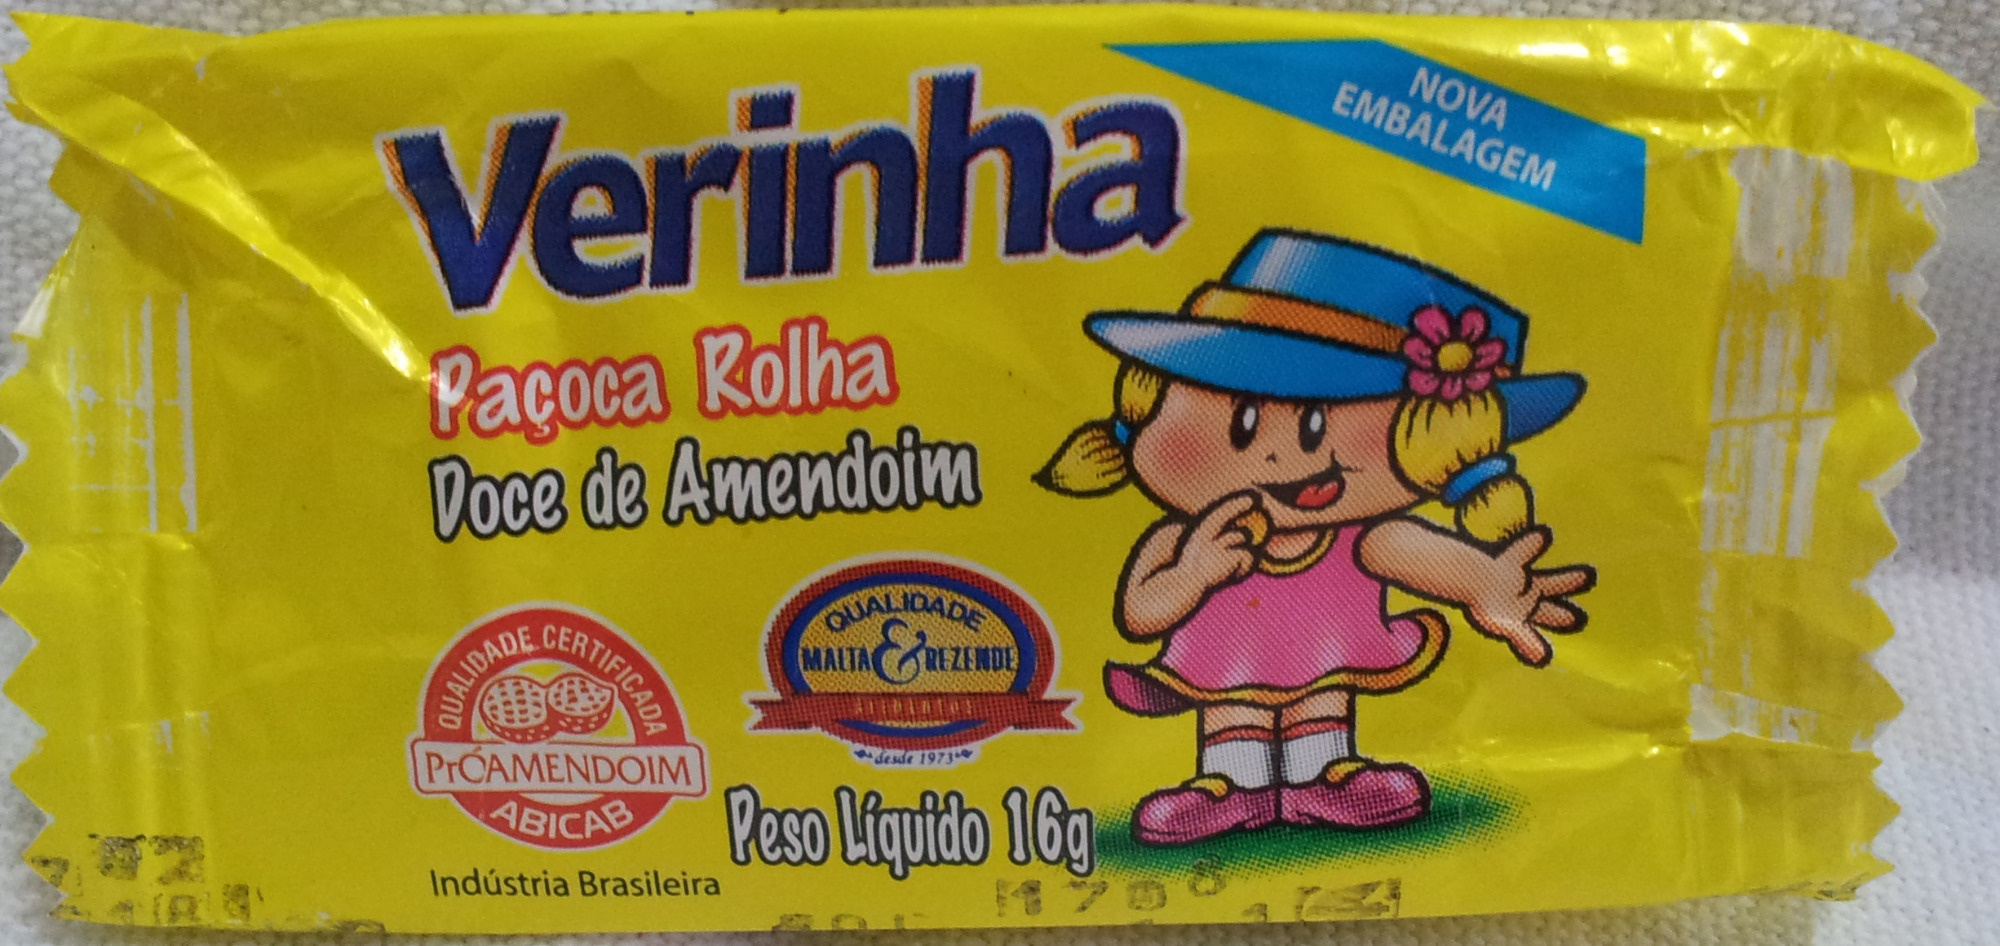 Verinha
NOVA
EMBALAGEM
Paçoca Rolha
Doce de Amendoim
QUALIDADE CERTIFICADA
PrÓAMENDOIM
ABICAB
QUALIDADE
MALTA & REZENDE
ALIMENTOS
desde 1973
Peso Líquido 16g
Indústria Brasileira